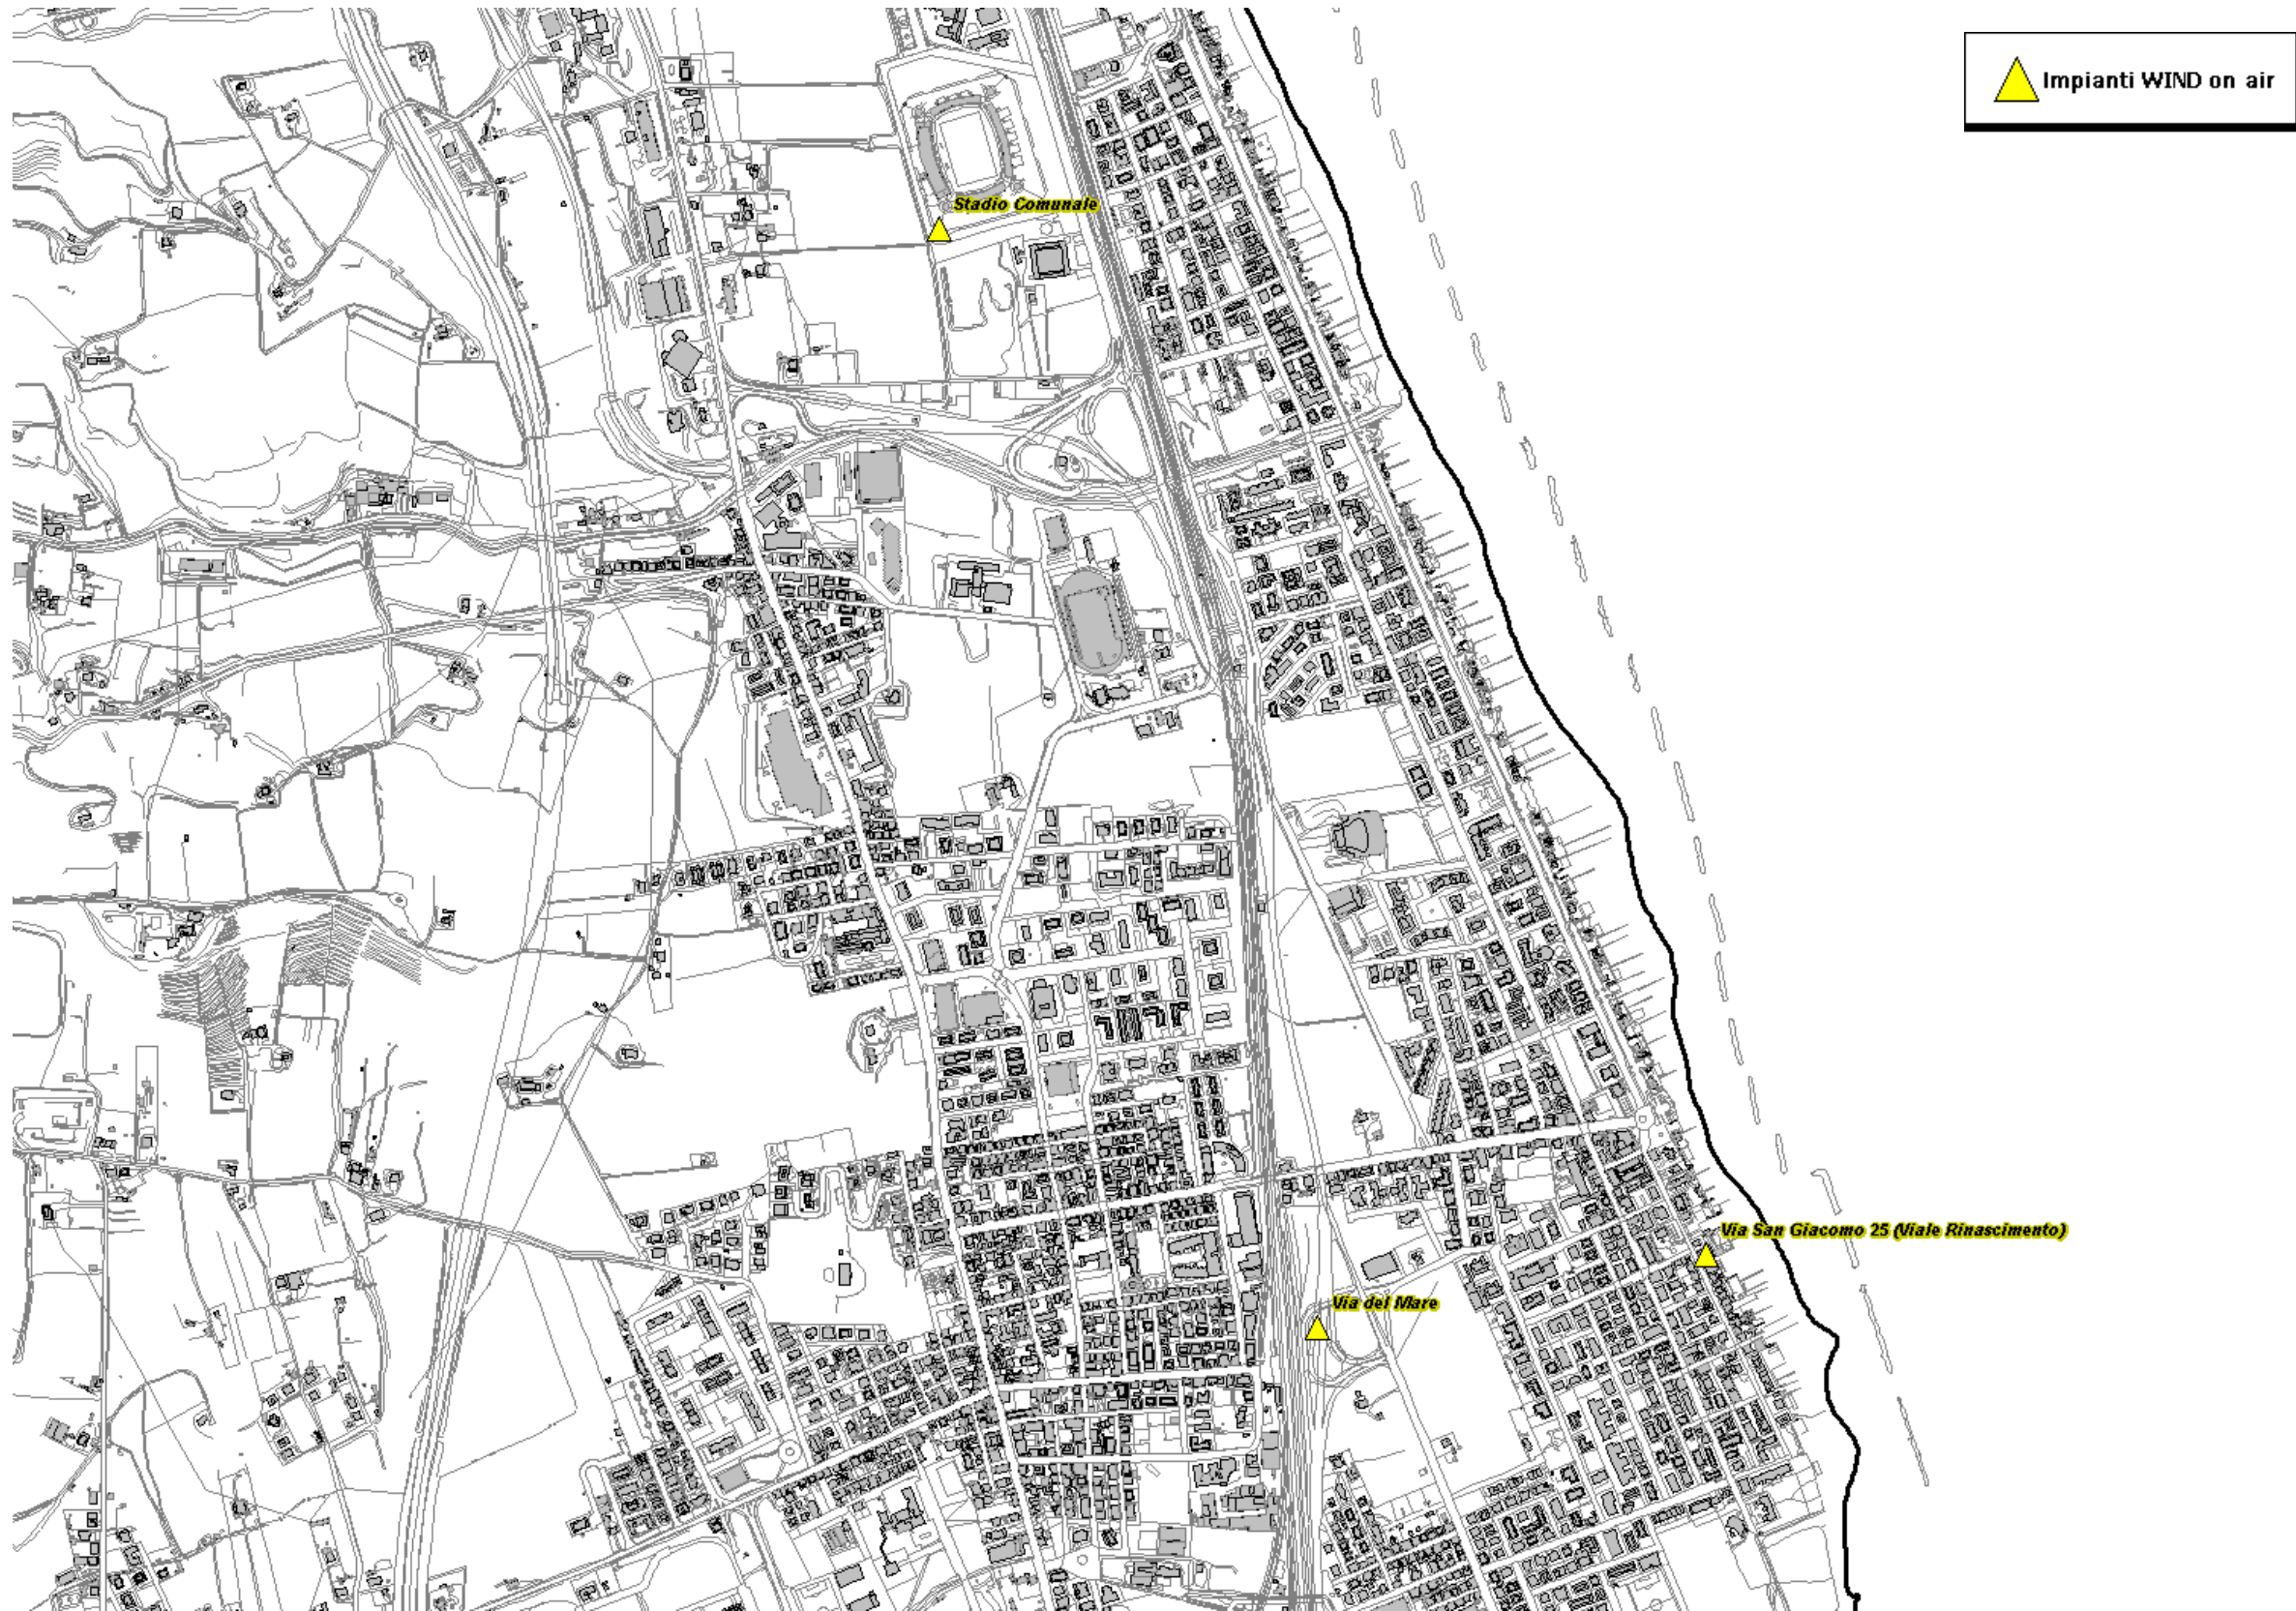 Impianti WIND on air
Stadio Comunale
Via San Giacomo 25 (Viale Rinascimento)
Via del Mare